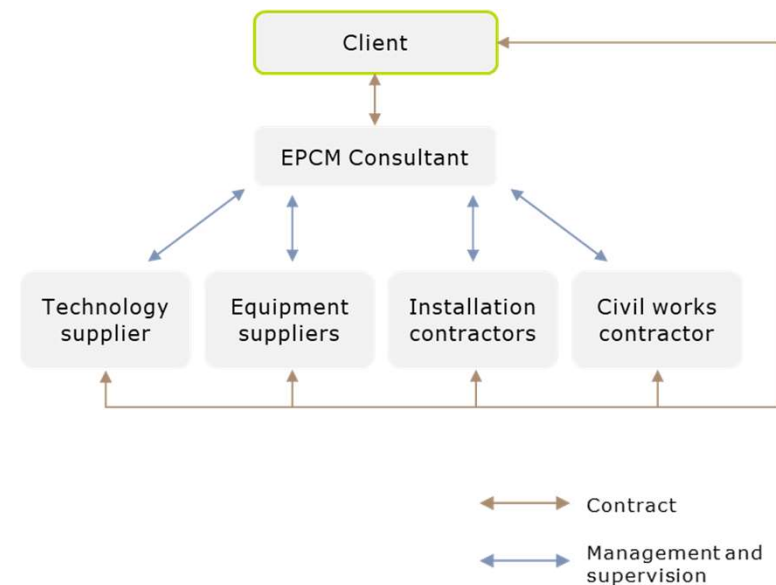 Client
EPCM Consultant
Technology
supplier
Equipment
suppliers
Installation
contractors
Civil works
contractor
Contract
Management and
supervision